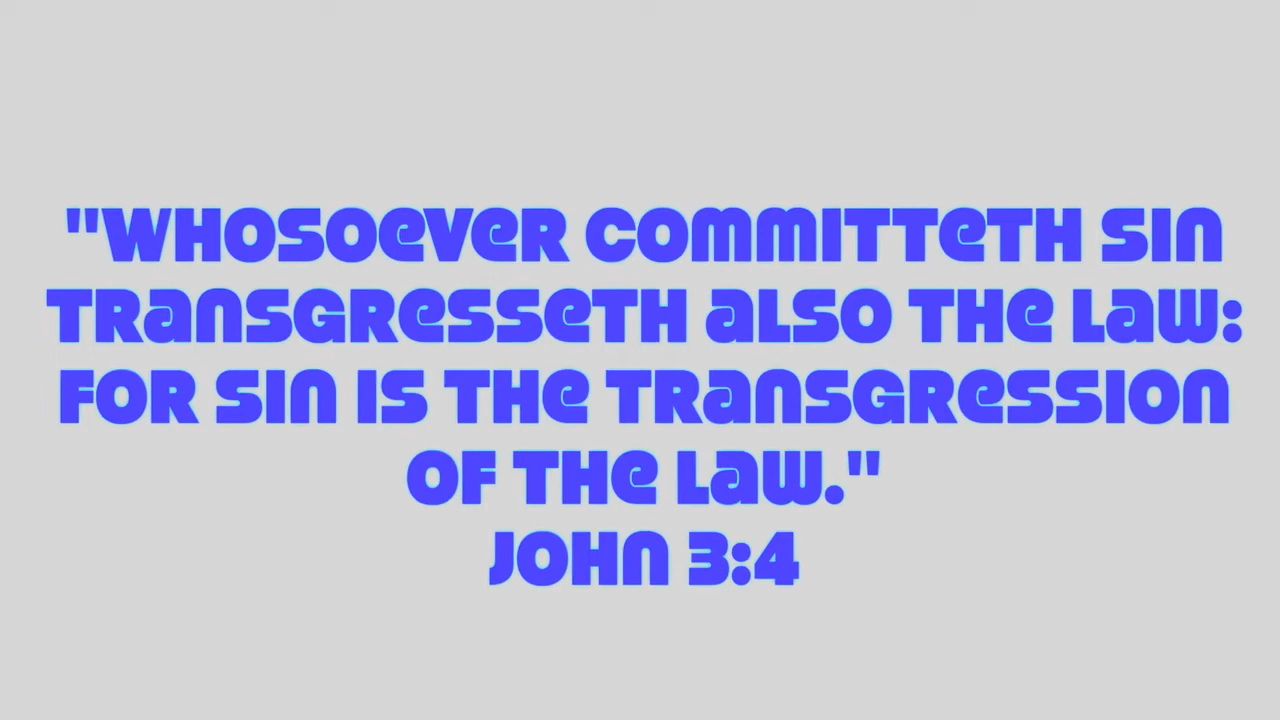 "WHOSOEVER COMMITTETH SIN
TRANSGRESSETH ALSO THE LAW:
FOR SIN IS THE TRANSGRESSION
OF THE LAW."
JOHN 3:4